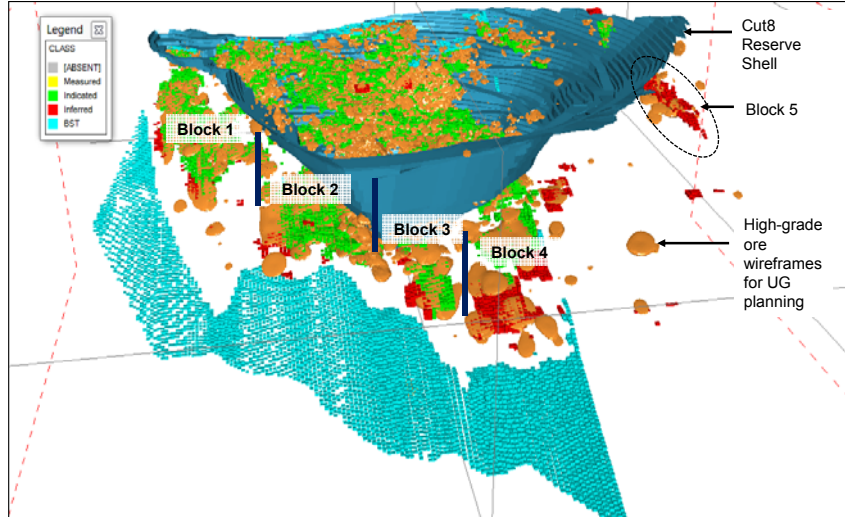 Legend
CLASS
[ABSENT]
Measured
Indicated
Inferred
BST
Cut8
Reserve
Shell
Block 5
Block 1
Block 2
Block 3
Block 4
High-grade
ore
wireframes
for UG
planning